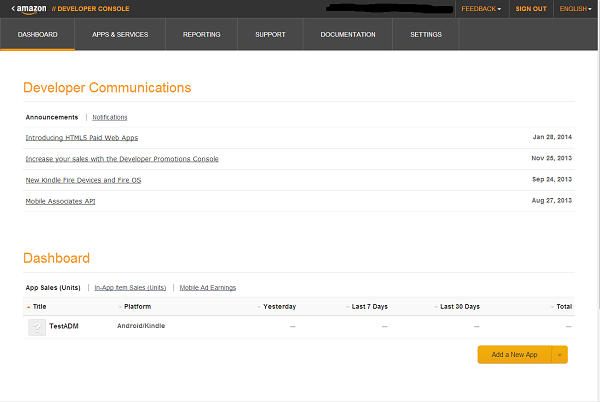 amazon // DEVELOPER CONSOLE FEEDBACK SIGN OUT ENGLISH
DASHBOARD APPS & SERVICES REPORTING SUPPORT DOCUMENTATION SETTINGS
Developer Communications
Announcements Notifications
Introducing HTML5 Paid Web Apps Jan 28, 2014
Increase your sales with the Developer Promotions Console Nov 25, 2013
New Kindle Fire Devices and Fire OS Sep 24, 2013
Mobile Associates API Aug 27, 2013
Dashboard
App Sales (Units) In-App Item Sales (Units) Mobile Ad Earnings
Title Platform Yesterday Last 7 Days Last 30 Days Total
? TestADM Android/Kindle — — — —
Add a New App